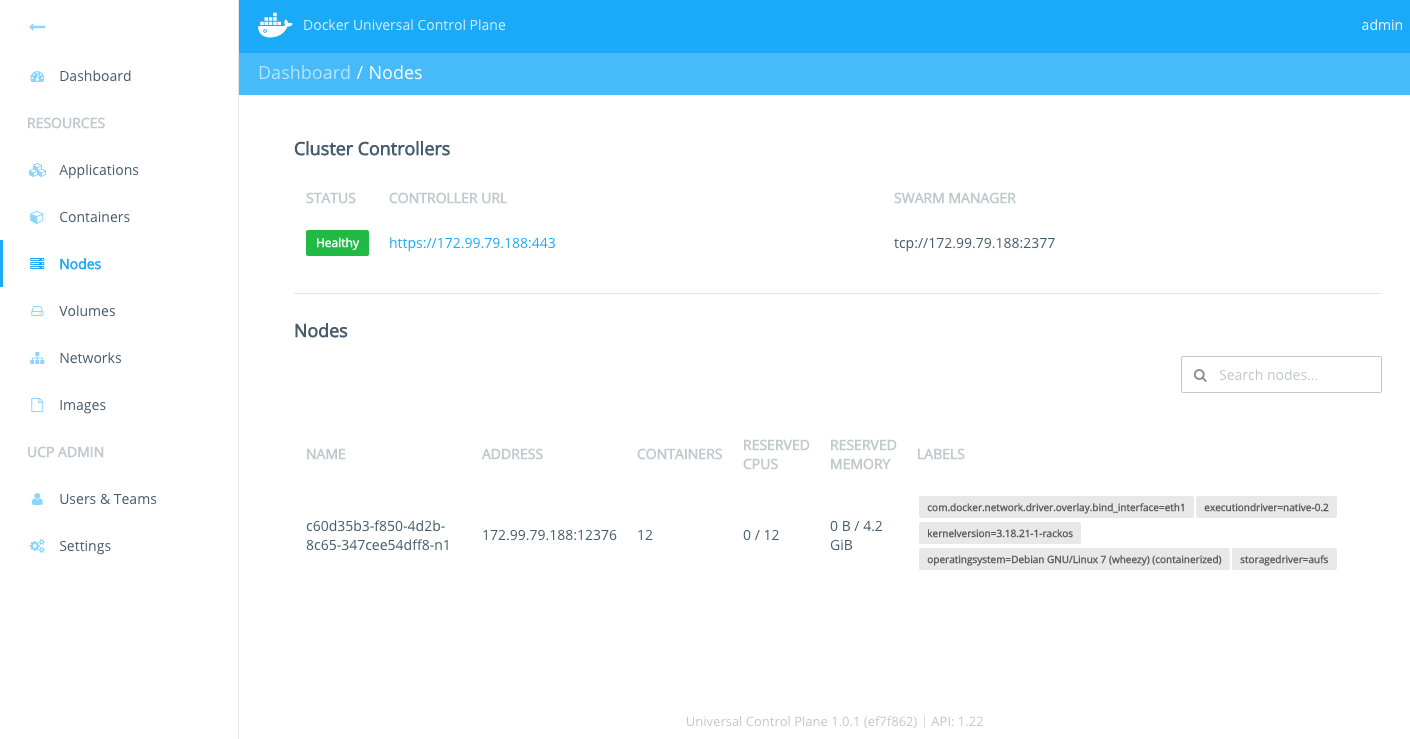 ←
Dashboard
RESOURCES
Applications
Containers
Nodes
Volumes
Networks
Images
UCP ADMIN
Users & Teams
Settings
Docker Universal Control Plane
admin
Dashboard / Nodes
Cluster Controllers
STATUS CONTROLLER URL SWARM MANAGER
Healthy https://172.99.79.188:443 tcp://172.99.79.188:2377
Nodes
Search nodes...
NAME ADDRESS CONTAINERS RESERVED CPUS RESERVED MEMORY LABELS
c60d35b3-f850-4d2b-
8c65-347cee54dff8-n1
172.99.79.188:12376
12
0 / 12
0 B / 4.2
GiB
com.docker.network.driver.overlay.bind_interface=eth1 executiondriver=native-0.2
kernelversion=3.18.21-1-rackos
operatingsystem=Debian GNU/Linux 7 (wheezy) (containerized) storagedriver=aufs
Universal Control Plane 1.0.1 (ef7f862) | API: 1.22